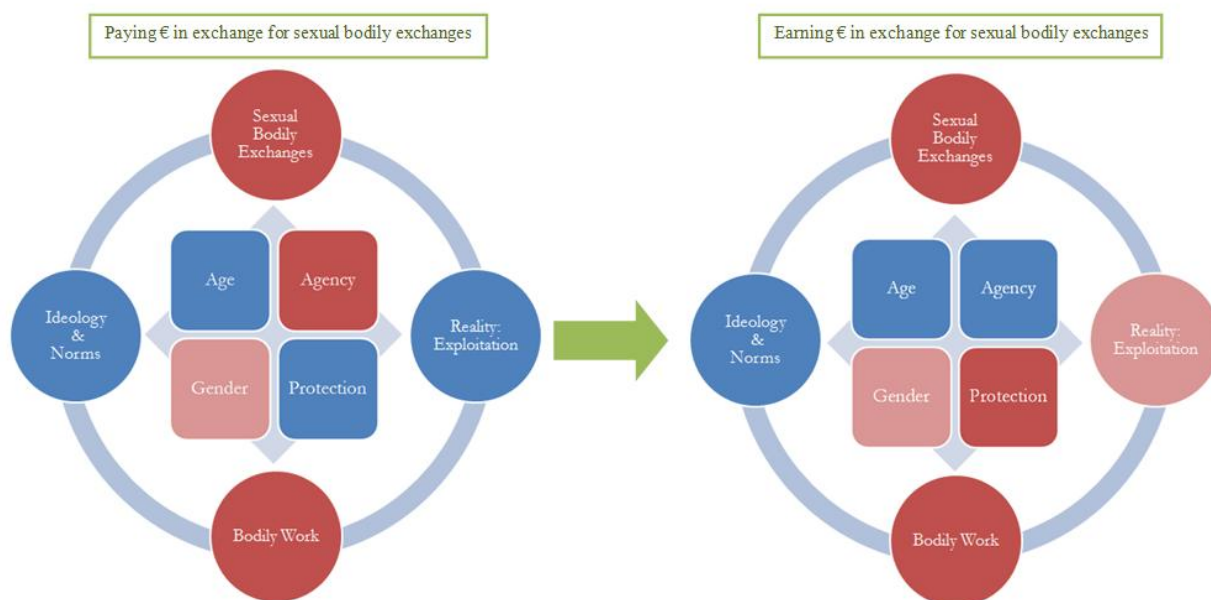 Paying € in exchange for sexual bodily exchanges
Sexual
Bodily
Exchanges
Age
Agency
Ideology
&
Norms
Reality:
Exploitation
Gender
Protection
Bodily Work
Earning € in exchange for sexual bodily exchanges
Sexual
Bodily
Exchanges
Age
Agency
Ideology
&
Norms
Reality:
Exploitation
Gender
Protection
Bodily Work